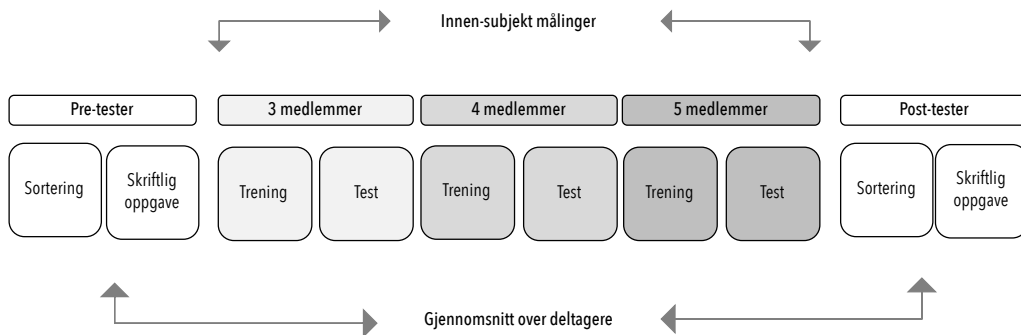 Innen-subjekt målinger
Pre-tester
3 medlemmer
4 medlemmer
5 medlemmer
Post-tester
Sortering
Skriftlig
oppgave
Trening
Test
Trening
Test
Trening
Test
Sortering
Skriftlig
oppgave
Gjennomsnitt over deltagere